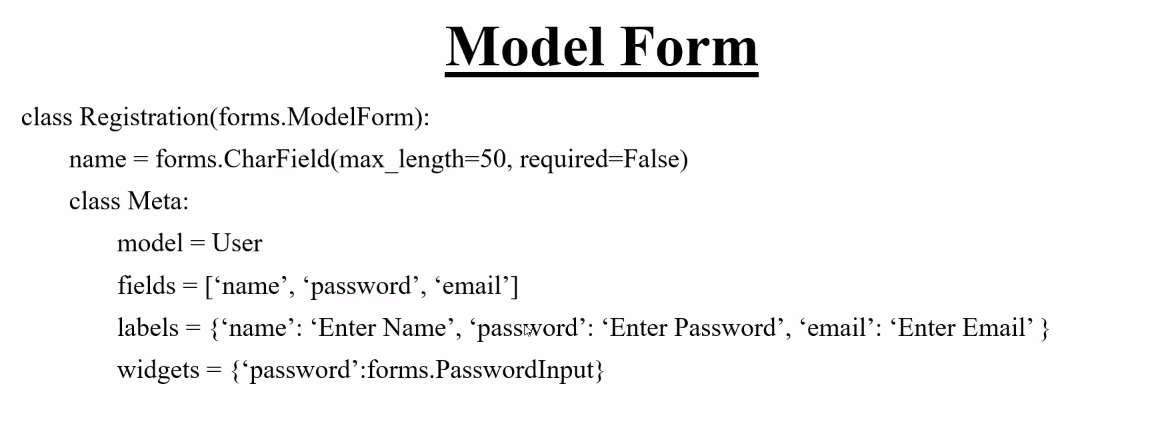 Model Form
class Registration(forms.ModelForm):
name = forms.CharField(max_length=50, required=False)
class Meta:
model = User
fields = [‘name’, ‘password’, ‘email’]
labels = {‘name’: ‘Enter Name’, ‘password’: ‘Enter Password’, ‘email’: ‘Enter Email’ }
widgets = {‘password’:forms.PasswordInput}